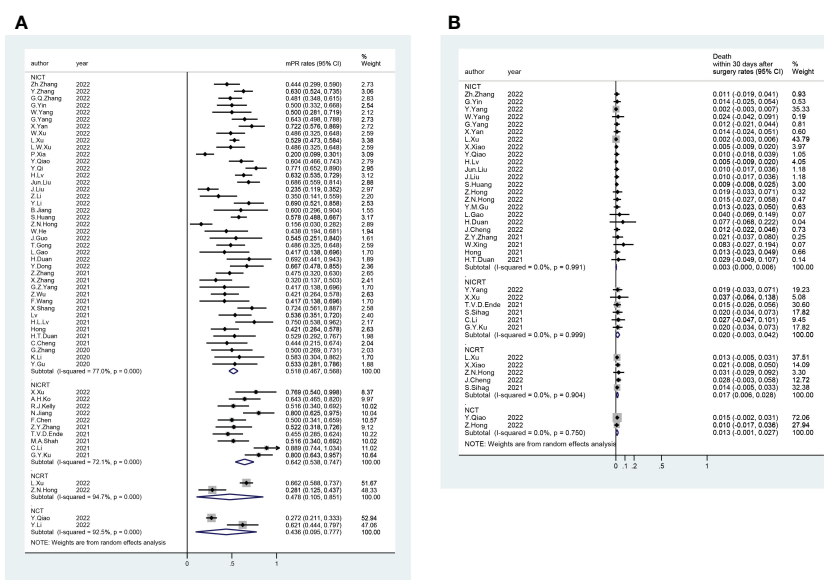 A
author year mPR rates (95% CI) % Weight
NICT
Zh.Zhang 2022 0.444 (0.299, 0.590) 2.73
Y.Zhang 2022 0.630 (0.524, 0.735) 3.06
G.Q.Zhang 2022 0.481 (0.348, 0.615) 2.83
G.Yin 2022 0.500 (0.332, 0.668) 2.54
W.Yang 2022 0.500 (0.281, 0.719) 2.12
G.Yang 2022 0.643 (0.498, 0.788) 2.73
X.Yan 2022 0.722 (0.576, 0.869) 2.72
W.Xu 2022 0.486 (0.325, 0.648) 2.59
L.Xu 2022 0.529 (0.473, 0.584) 3.38
L.W.Xu 2022 0.486 (0.325, 0.648) 2.59
P.Xia 2022 0.200 (0.099, 0.301) 3.09
Y.Qiao 2022 0.604 (0.466, 0.743) 2.79
Y.Qi 2022 0.771 (0.652, 0.890) 2.95
H.Lv 2022 0.632 (0.535, 0.729) 3.12
Jun.Liu 2022 0.686 (0.559, 0.814) 2.88
J.Liu 2022 0.235 (0.119, 0.352) 2.97
Z.Li 2022 0.350 (0.141, 0.559) 2.20
Y.Li 2022 0.690 (0.521, 0.858) 2.53
B.Jiang 2022 0.600 (0.296, 0.904) 1.55
S.Huang 2022 0.578 (0.488, 0.667) 3.17
Z.N.Hong 2022 0.156 (0.030, 0.282) 2.89
W.He 2022 0.438 (0.194, 0.681) 1.94
J.Guo 2022 0.545 (0.251, 0.840) 1.61
T.Gong 2022 0.486 (0.325, 0.648) 2.59
L.Gao 2022 0.417 (0.138, 0.696) 1.70
H.Duan 2022 0.692 (0.441, 0.943) 1.89
Y.Dong 2022 0.667 (0.478, 0.855) 2.36
Z.Zhang 2021 0.475 (0.320, 0.630) 2.65
X.Zhang 2021 0.320 (0.137, 0.503) 2.41
G.Z.Yang 2021 0.417 (0.138, 0.696) 1.70
Z.Wu 2021 0.421 (0.264, 0.578) 2.63
F.Wang 2021 0.417 (0.138, 0.696) 1.70
X.Shang 2021 0.724 (0.561, 0.887) 2.58
Lv 2021 0.536 (0.351, 0.720) 2.40
H.L.Lv 2021 0.750 (0.538, 0.962) 2.17
Hong 2021 0.421 (0.264, 0.578) 2.63
H.T.Duan 2021 0.529 (0.292, 0.767) 1.98
C.Cheng 2021 0.444 (0.215, 0.674) 2.04
G.Zhang 2020 0.500 (0.269, 0.731) 2.03
K.Li 2020 0.583 (0.304, 0.862) 1.70
Y.Gu 2020 0.533 (0.281, 0.786) 1.88
Subtotal (I-squared = 77.0%, p = 0.000) 0.518 (0.467, 0.568) 100.00
NICRT
X.Xu 2022 0.769 (0.540, 0.998) 8.37
A.H.Ko 2022 0.643 (0.465, 0.820) 9.97
R.J.Kelly 2022 0.516 (0.340, 0.692) 10.02
N.Jiang 2022 0.800 (0.625, 0.975) 10.04
F.Chen 2022 0.500 (0.341, 0.659) 10.57
Z.Y.Zhang 2021 0.522 (0.318, 0.726) 9.12
T.V.D.Ende 2021 0.455 (0.285, 0.624) 10.22
M.A.Shah 2021 0.516 (0.340, 0.692) 10.02
C.Li 2021 0.889 (0.744, 1.034) 11.02
G.Y.Ku 2021 0.800 (0.643, 0.957) 10.64
Subtotal (I-squared = 72.1%, p = 0.000) 0.642 (0.538, 0.747) 100.00
NCRT
L.Xu 2022 0.662 (0.588, 0.737) 51.67
Z.N.Hong 2022 0.281 (0.125, 0.437) 48.33
Subtotal (I-squared = 94.7%, p = 0.000) 0.478 (0.105, 0.851) 100.00
NCT
Y.Qiao 2022 0.272 (0.211, 0.333) 52.94
Y.Li 2022 0.621 (0.444, 0.797) 47.06
Subtotal (I-squared = 92.5%, p = 0.000) 0.436 (0.095, 0.777) 100.00
NOTE: Weights are from random effects analysis
0 .5 1
B
author year Death within 30 days after surgery rates (95% CI) % Weight
NICT
Zh.Zhang 2022 0.011 (-0.019, 0.041) 0.93
G.Yin 2022 0.014 (-0.025, 0.054) 0.53
Y.Yang 2022 0.002 (-0.003, 0.007) 35.33
W.Yang 2022 0.024 (-0.042, 0.091) 0.19
G.Yang 2022 0.012 (-0.021, 0.044) 0.81
X.Yan 2022 0.014 (-0.024, 0.051) 0.60
L.Xu 2022 0.002 (-0.003, 0.006) 43.79
X.Xiao 2022 0.005 (-0.009, 0.020) 3.97
Y.Qiao 2022 0.010 (-0.018, 0.039) 1.05
H.Lv 2022 0.005 (-0.009, 0.020) 4.05
Jun.Liu 2022 0.010 (-0.017, 0.036) 1.18
J.Liu 2022 0.010 (-0.017, 0.036) 1.18
S.Huang 2022 0.009 (-0.008, 0.025) 3.00
Z.Hong 2022 0.019 (-0.033, 0.071) 0.32
Z.N.Hong 2022 0.015 (-0.027, 0.058) 0.47
Y.M.Gu 2022 0.013 (-0.023, 0.050) 0.63
L.Gao 2022 0.040 (-0.069, 0.149) 0.07
H.Duan 2022 0.077 (-0.068, 0.222) 0.04
J.Cheng 2022 0.012 (-0.022, 0.046) 0.73
Z.Y.Zhang 2021 0.021 (-0.037, 0.080) 0.25
W.Xing 2021 0.083 (-0.027, 0.194) 0.07
Hong 2021 0.013 (-0.023, 0.049) 0.66
H.T.Duan 2021 0.029 (-0.049, 0.107) 0.14
Subtotal (I-squared = 0.0%, p = 0.991) 0.003 (0.000, 0.006) 100.00
NICRT
Y.Yang 2022 0.019 (-0.033, 0.071) 19.23
X.Xu 2022 0.037 (-0.064, 0.138) 5.08
T.V.D.Ende 2021 0.015 (-0.026, 0.056) 30.60
S.Sihag 2021 0.020 (-0.034, 0.073) 17.82
C.Li 2021 0.027 (-0.047, 0.101) 9.45
G.Y.Ku 2021 0.020 (-0.034, 0.073) 17.82
Subtotal (I-squared = 0.0%, p = 0.999) 0.020 (-0.003, 0.042) 100.00
NCRT
L.Xu 2022 0.013 (-0.005, 0.031) 37.51
X.Xiao 2022 0.021 (-0.008, 0.050) 14.09
Z.N.Hong 2022 0.031 (-0.029, 0.092) 3.30
J.Cheng 2022 0.028 (-0.003, 0.058) 12.72
S.Sihag 2021 0.014 (-0.005, 0.033) 32.38
Subtotal (I-squared = 0.0%, p = 0.904) 0.017 (0.006, 0.028) 100.00
NCT
Y.Qiao 2022 0.015 (-0.002, 0.031) 72.06
Z.Hong 2022 0.010 (-0.017, 0.036) 27.94
Subtotal (I-squared = 0.0%, p = 0.750) 0.013 (-0.001, 0.027) 100.00
NOTE: Weights are from random effects analysis
0 .1 .2 .5 1